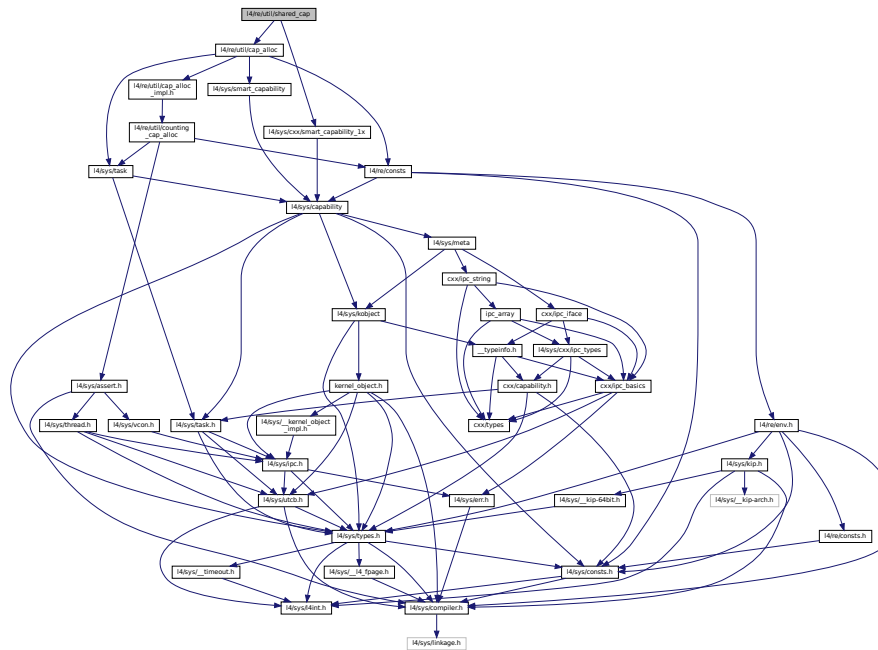 l4/re/util/shared_cap
l4/re/util/cap_alloc
l4/re/util/cap_alloc
_impl.h
l4/sys/smart_capability
l4/re/util/counting
_cap_alloc
l4/sys/cxx/smart_capability_1x
l4/sys/task
l4/re/consts
l4/sys/capability
l4/sys/meta
cxx/ipc_string
l4/sys/kobject
ipc_array
cxx/ipc_iface
__typeinfo.h
l4/sys/cxx/ipc_types
l4/sys/assert.h
kernel_object.h
cxx/capability.h
cxx/ipc_basics
l4/sys/thread.h
l4/sys/vcon.h
l4/sys/task.h
l4/sys/__kernel_object
_impl.h
cxx/types
l4/re/env.h
l4/sys/ipc.h
l4/sys/kip.h
l4/sys/utcb.h
l4/sys/err.h
l4/sys/__kip-64bit.h
l4/sys/__kip-arch.h
l4/sys/types.h
l4/re/consts.h
l4/sys/__timeout.h
l4/sys/__l4_fpage.h
l4/sys/consts.h
l4/sys/l4int.h
l4/sys/compiler.h
l4/sys/linkage.h